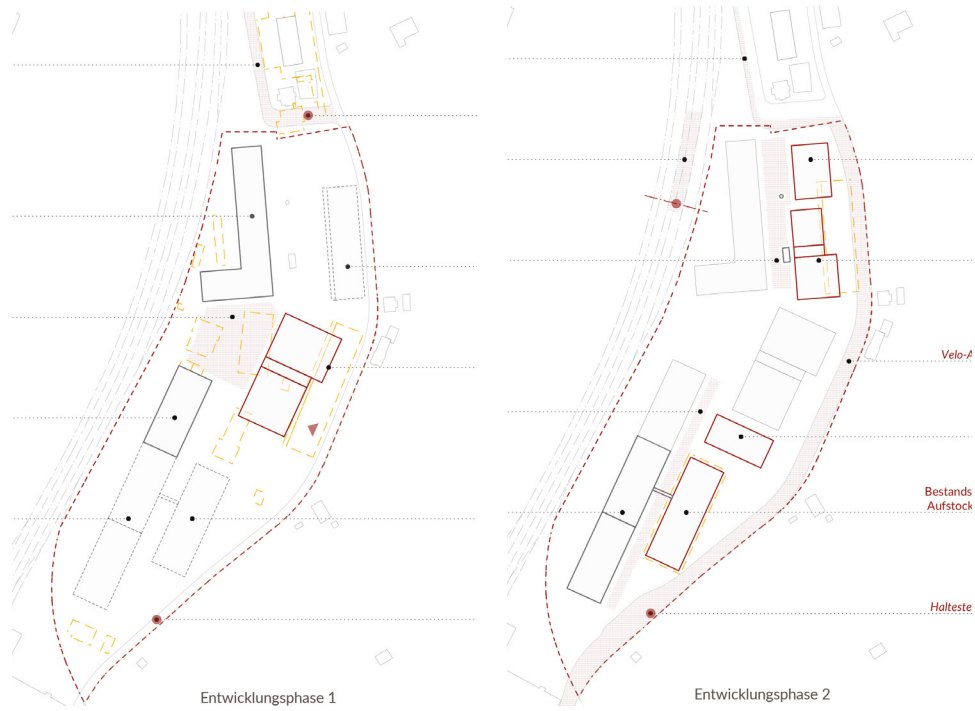 Velo-A
Bestands
Aufstock
Halteste
Entwicklungsphase 1
Entwicklungsphase 2